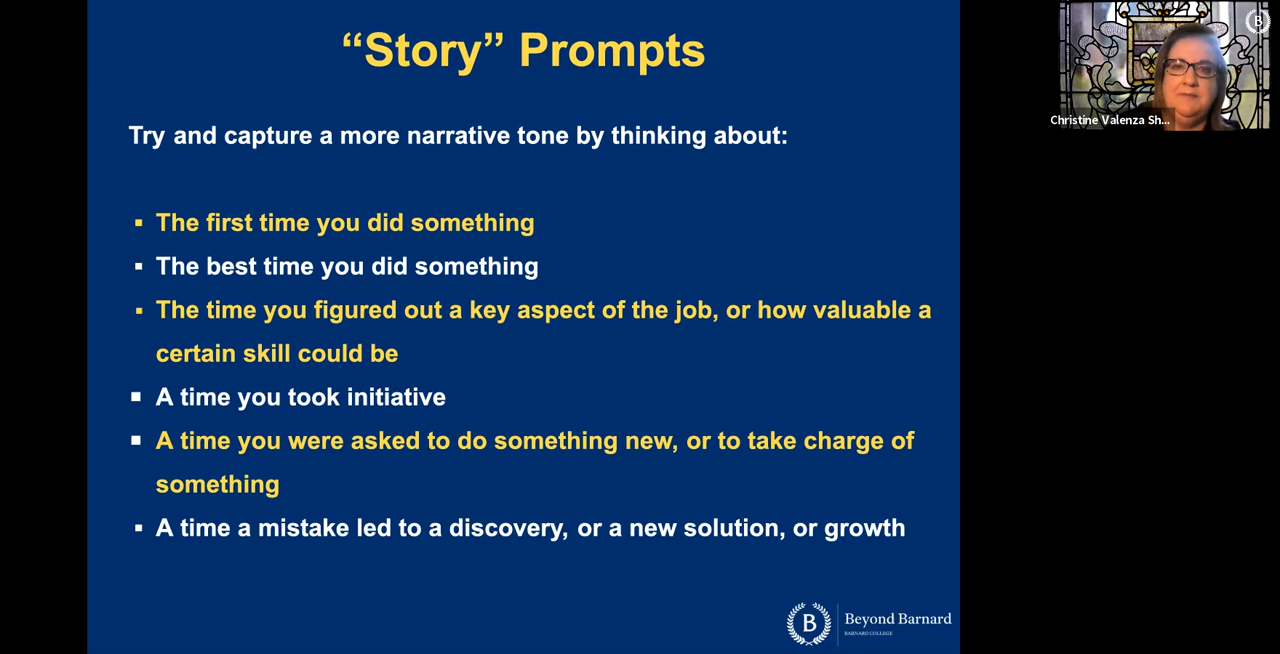 “Story” Prompts
Try and capture a more narrative tone by thinking about:
▪ The first time you did something
▪ The best time you did something
▪ The time you figured out a key aspect of the job, or how valuable a
certain skill could be
▪ A time you took initiative
▪ A time you were asked to do something new, or to take charge of
something
▪ A time a mistake led to a discovery, or a new solution, or growth
B
Beyond Barnard
BARNARD COLLEGE
B
Christine Valenza Sh...